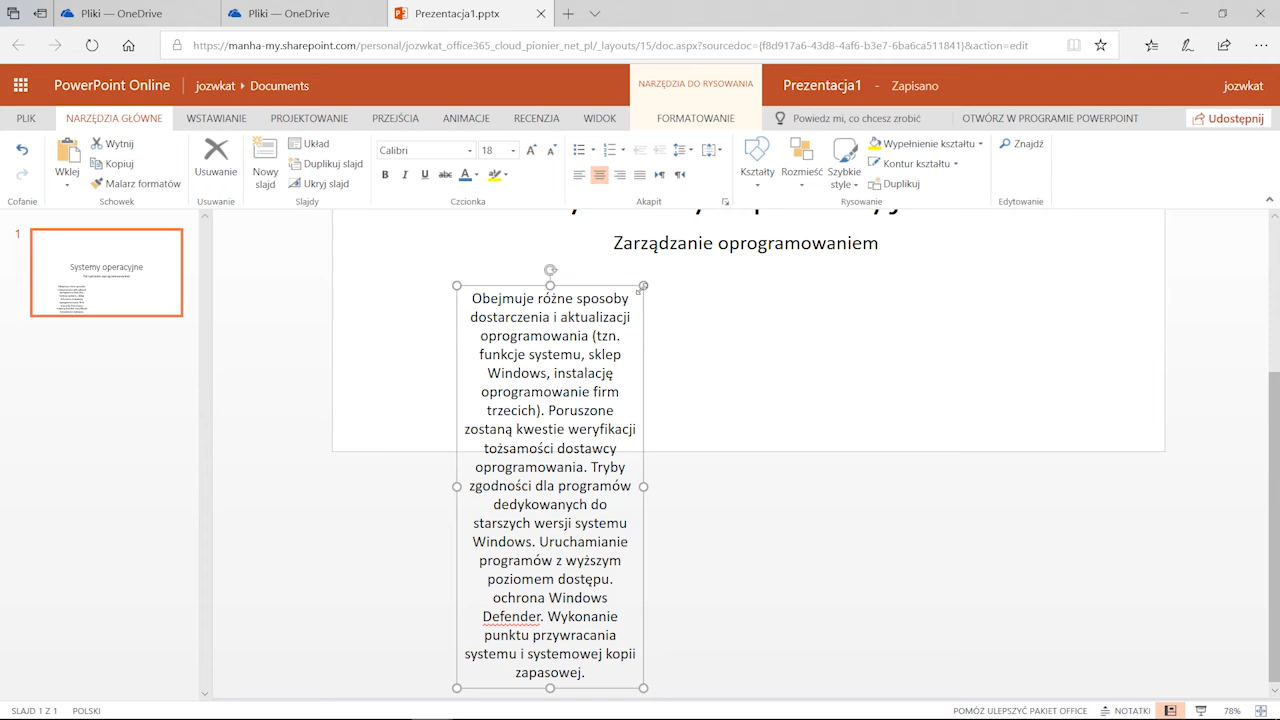 Pliki — OneDrive
Pliki — OneDrive
Prezentacja1.pptx
https://manha-my.sharepoint.com/personal/jozwkat_office365_cloud_pionier_net_pl/_layouts/15/doc.aspx?sourcedoc={f8d917a6-43d8-4af6-b3e7-6ba6ca511841}&action=edit
PowerPoint Online
jozwkat
Documents
NARZĘDZIA DO RYSOWANIA
Prezentacja1 - Zapisano
jozwkat
PLIK
NARZĘDZIA GŁÓWNE
WSTAWIANIE
PROJEKTOWANIE
PRZEJŚCIA
ANIMACJE
RECENZJA
WIDOK
FORMATOWANIE
Powiedz mi, co chcesz zrobić
OTWÓRZ W PROGRAMIE POWERPOINT
Udostępnij
Wklej
Wytnij
Kopiuj
Malarz formatów
Usuwanie
Nowy
slajd
Układ
Duplikuj slajd
Ukryj slajd
Calibri
18
B I U abc A
Kształty
Rozmieść
Szybkie
style
Wypełnienie kształtu
Kontur kształtu
Duplikuj
Znajdź
Cofanie
Schowek
Usuwanie
Slajdy
Czcionka
Akapit
Rysowanie
Edytowanie
1
Systemy operacyjne
Zarządzanie oprogramowaniem
Obejmuje różne sposoby
dostarczenia i aktualizacji
oprogramowania (tzn.
funkcje systemu, sklep
Windows, instalację
oprogramowanie firm
trzecich). Poruszone
zostaną kwestie weryfikacji
tożsamości dostawcy
oprogramowania. Tryby
zgodności dla programów
dedykowanych do
starszych wersji systemu
Windows. Uruchamianie
programów z wyższym
poziomem dostępu.
ochrona Windows
Defender. Wykonanie
punktu przywracania
systemu i systemowej kopii
zapasowej.
SLAJD 1 Z 1
POLSKI
POMÓŻ ULEPSZYĆ PAKIET OFFICE
NOTATKI
78%